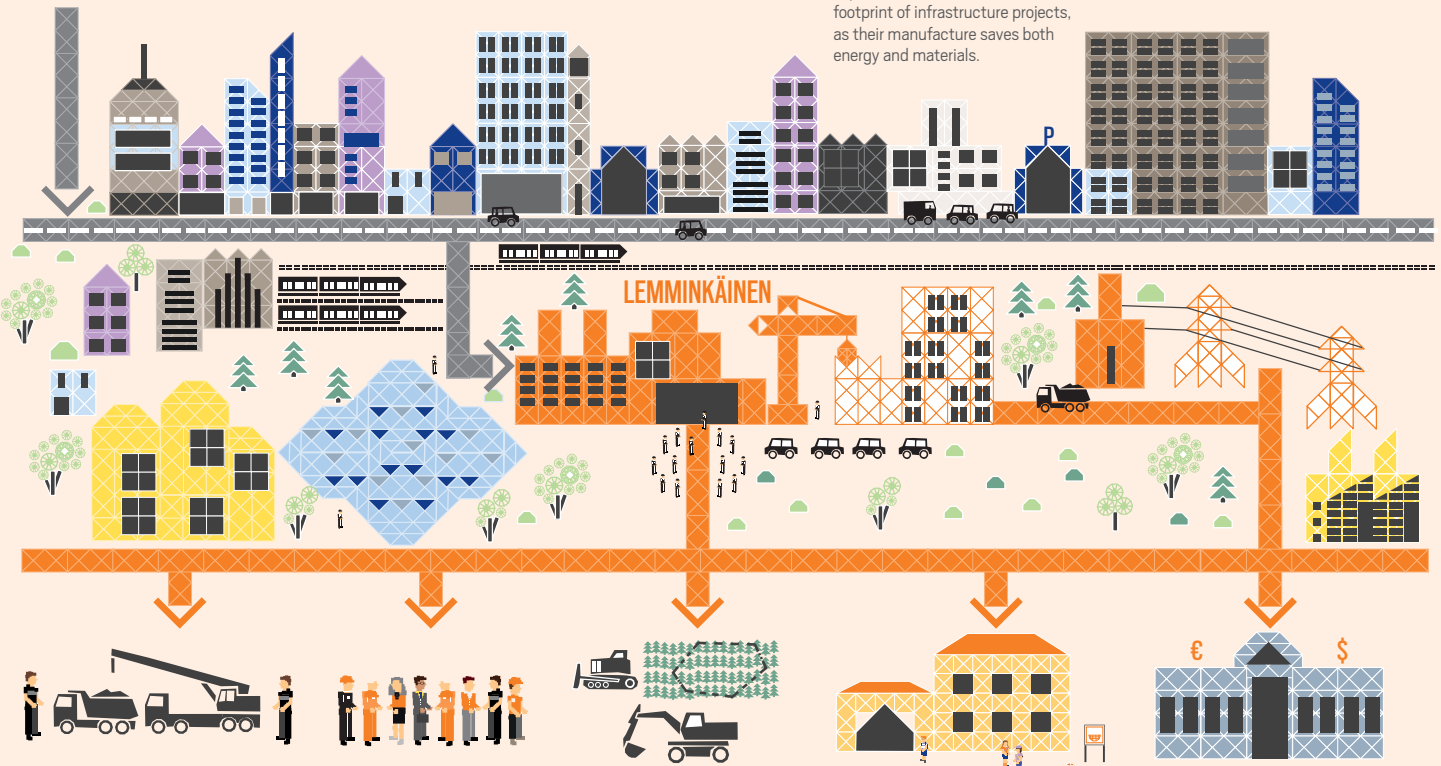 footprint of infrastructure projects,
as their manufacture saves both
energy and materials.
P
LEMMINKÄINEN
€
$